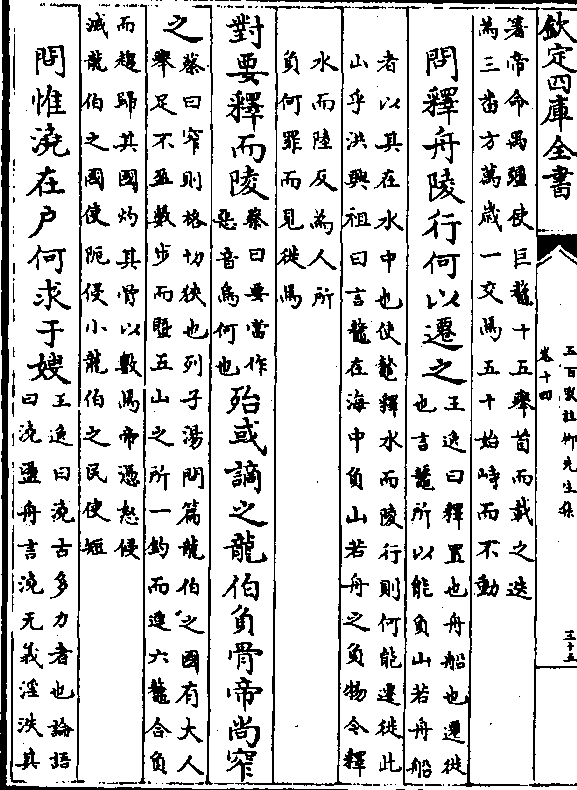 欽定四庫全書
五百家註柳先生集
卷十四
三十五
著帝命禺疆使巨鼇十五舉首而載之迭
為三畨六萬歲一交焉五十始峙而不動
問釋舟陵行何以遷之
王逸曰釋置也舟船也遷徙
也言鼇所以能負山若舟船
者以其在水中也使鼇釋水而陵行則何能遷徙此
山乎洪興祖曰言鼇在海中負山若舟之負物今釋
水而陸反為人所
負何罪而見徙焉
對要釋而陵
蔡曰要當作
惡音烏何也
殆或謫之龍伯負骨帝尚窄
之
蔡曰窄則格切狹也列子湯問篇龍伯之國有大人
舉足不盈數步而曁五山之所一釣而連六鼇合負
而趨歸其國灼其骨以數焉帝憑怒侵
滅龍伯之國使阨侵小龍伯之民使短
問惟澆在戶何求于嫂
王逸曰澆古多力者也論語
曰澆盪舟言澆无義淫泆其